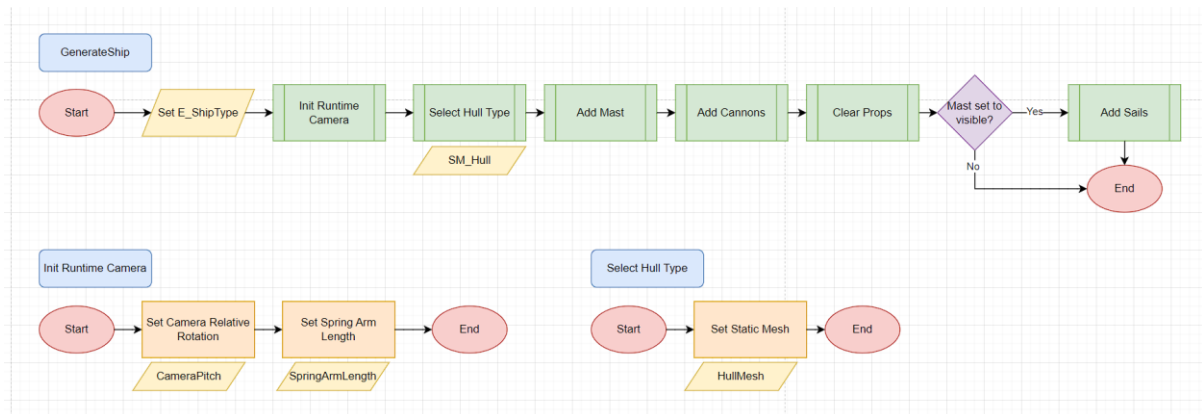 GenerateShip
Start
Set E_ShipType
Init Runtime
Camera
Select Hull Type
Add Mast
Add Cannons
Clear Props
Mast set to
visible?
Yes
Add Sails
SM_Hull
No
End
Init Runtime Camera
Start
Set Camera Relative
Rotation
Set Spring Arm
Length
End
CameraPitch
SpringArmLength
Select Hull Type
Start
Set Static Mesh
End
HullMesh